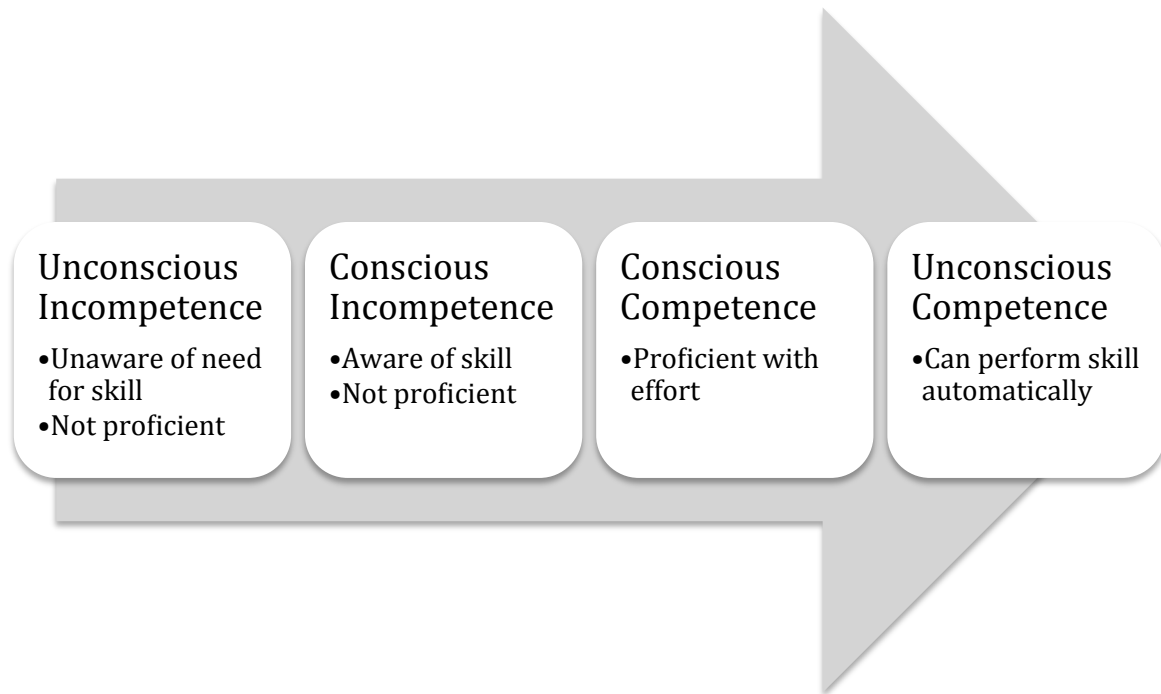 Unconscious
Incompetence
•Unaware of need
for skill
•Not proficient
Conscious
Incompetence
•Aware of skill
•Not proficient
Conscious
Competence
•Proficient with
effort
Unconscious
Competence
•Can perform skill
automatically